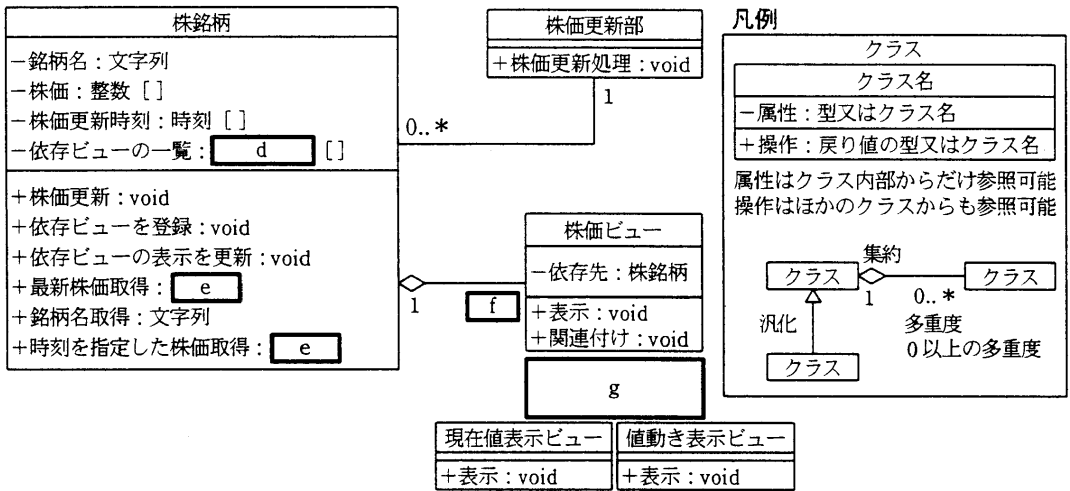 株銘柄
－銘柄名：文字列
－株価：整数［］
－株価更新時刻：時刻［］
－依存ビューの一覧： d ［］
＋株価更新：void
＋依存ビューを登録：void
＋依存ビューの表示を更新：void
＋最新株価取得： e
＋銘柄名取得：文字列
＋時刻を指定した株価取得： e
株価更新部
＋株価更新処理：void
1
0..*
株価ビュー
－依存先：株銘柄
＋表示：void
＋関連付け：void
1
f
g
現在値表示ビュー
＋表示：void
値動き表示ビュー
＋表示：void
凡例
クラス
クラス名
－属性：型又はクラス名
＋操作：戻り値の型又はクラス名
属性はクラス内部からだけ参照可能
操作はほかのクラスからも参照可能
集約
クラス
クラス
1
0..*
汎化
多重度
0以上の多重度
クラス